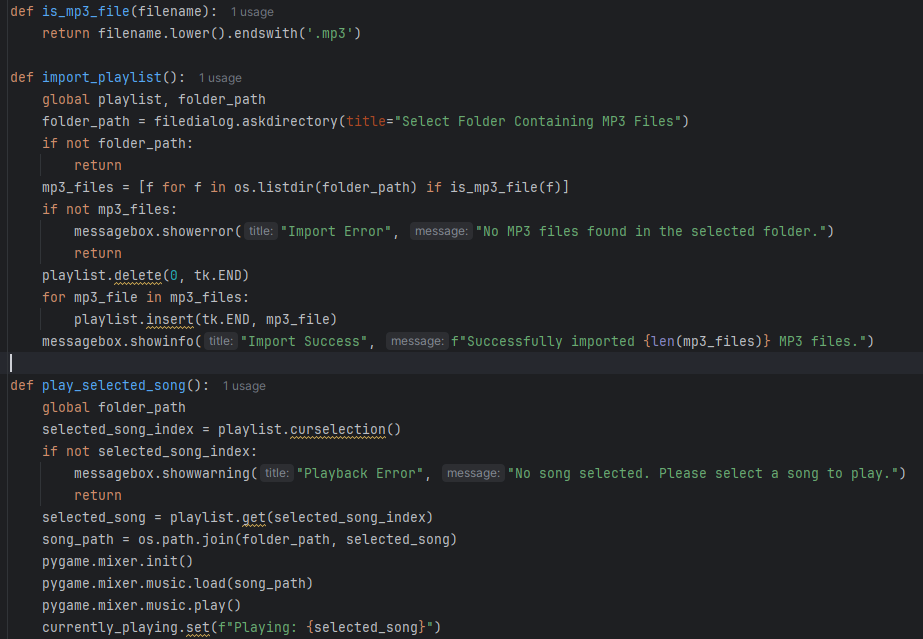 def is_mp3_file(filename): 1 usage
    return filename.lower().endswith('.mp3')

def import_playlist(): 1 usage
    global playlist, folder_path
    folder_path = filedialog.askdirectory(title="Select Folder Containing MP3 Files")
    if not folder_path:
        return
    mp3_files = [f for f in os.listdir(folder_path) if is_mp3_file(f)]
    if not mp3_files:
        messagebox.showerror( title: "Import Error", message: "No MP3 files found in the selected folder.")
        return
    playlist.delete(0, tk.END)
    for mp3_file in mp3_files:
        playlist.insert(tk.END, mp3_file)
    messagebox.showinfo( title: "Import Success", message: f"Successfully imported {len(mp3_files)} MP3 files.")

def play_selected_song(): 1 usage
    global folder_path
    selected_song_index = playlist.curselection()
    if not selected_song_index:
        messagebox.showwarning( title: "Playback Error", message: "No song selected. Please select a song to play.")
        return
    selected_song = playlist.get(selected_song_index)
    song_path = os.path.join(folder_path, selected_song)
    pygame.mixer.init()
    pygame.mixer.music.load(song_path)
    pygame.mixer.music.play()
    currently_playing.set(f"Playing: {selected_song}")